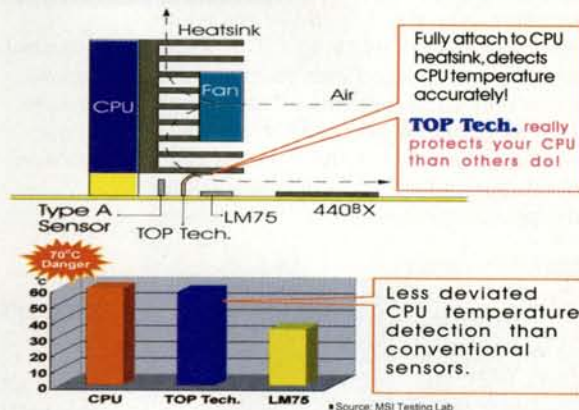 Heatsink
CPU
Fan
Air
Type A
Sensor
TOP Tech.
LM75
440BX
Fully attach to CPU
heatsink, detects
CPU temperature
accurately!
TOP Tech. really
protects your CPU
than others do!
70°C
Danger
°C
60
50
40
30
20
10
0
CPU
TOP Tech.
LM75
Less deviated
CPU temperature
detection than
conventional
sensors.
■ Source: MSI Testing Lab